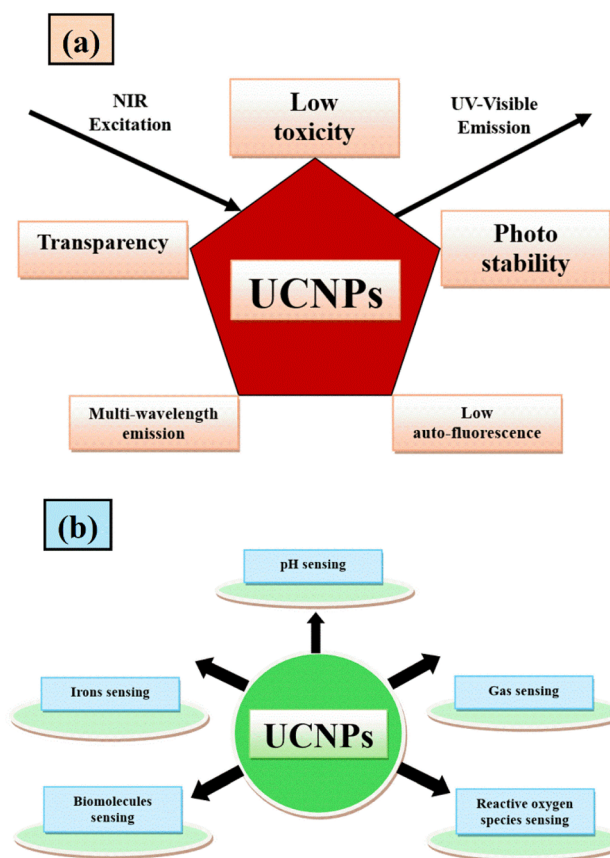 (a)
NIR
Excitation
Low
toxicity
UV-Visible
Emission
Transparency
Photo
stability
UCNPs
Multi-wavelength
emission
Low
auto-fluorescence
(b)
pH sensing
Irons sensing
Gas sensing
UCNPs
Biomolecules
sensing
Reactive oxygen
species sensing